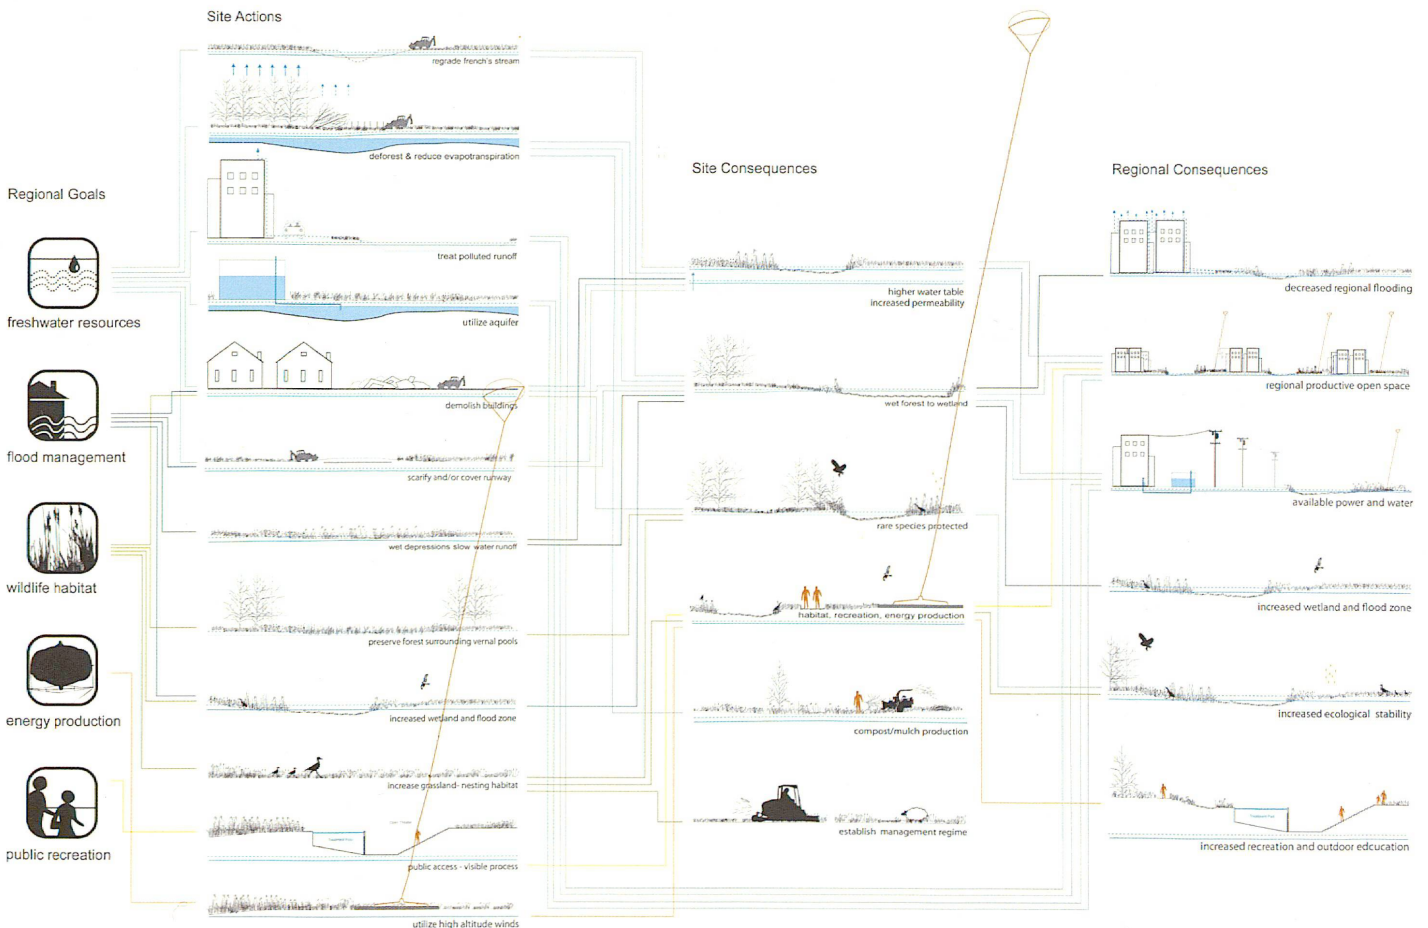 Site Actions
regrade french's stream
deforest & reduce evapotranspiration
treat polluted runoff
utilize aquifer
demolish buildings
scarify and/or cover runway
wet depressions slow water runoff
preserve forest surrounding vernal pools
increased wetland and flood zone
increase grassland- nesting habitat
public access - visible process
utilize high altitude winds
Regional Goals
freshwater resources
flood management
wildlife habitat
energy production
public recreation
Site Consequences
higher water table
increased permeability
wet forest to wetland
rare species protected
habitat, recreation, energy production
compost/mulch production
establish management regime
Regional Consequences
decreased regional flooding
regional productive open space
available power and water
increased wetland and flood zone
increased ecological stability
increased recreation and outdoor edcucation